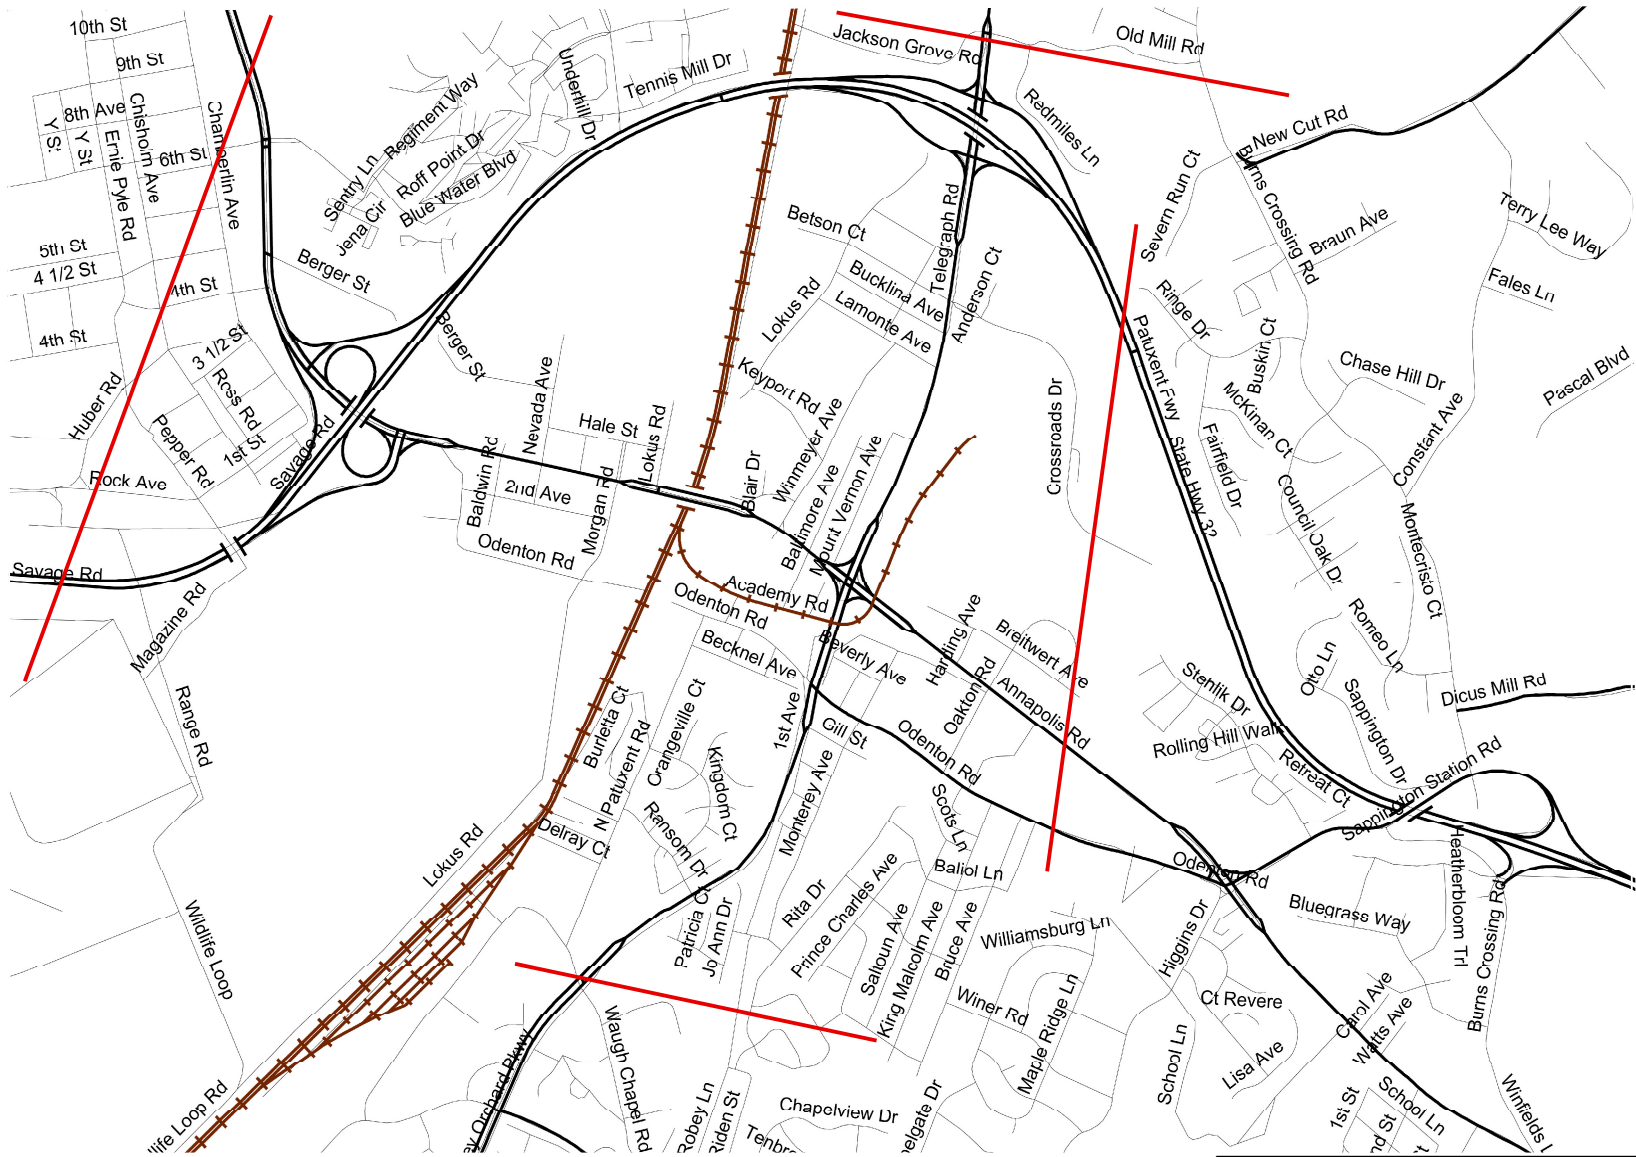 10th St
Jackson Grove Rd
Old Mill Rd
9th St
Underhill Dr
Tennis Mill Dr
8th Ave
Y St
Y St
Ernie Pyle Rd
Chisholm Ave
Chamberlin Ave
6th St
Regiment Way
Redmiles Ln
New Cut Rd
Sentry Ln
Roff Point Dr
Blue Water Blvd
Jena Cir
Severn Run Ct
Burns Crossing Rd
Braun Ave
Terry Lee Way
5th St
4 1/2 St
Berger St
Betson Ct
Telegraph Rd
Anderson Ct
Bucklina Ave
Lamonte Ave
Lokus Rd
Fales Ln
4th St
4th St
Ringe Dr
Patuxent Fwy
State Hwy 32
Buskin Ct
3 1/2 St
Ross Rd
Berger St
Nevada Ave
Keyport Rd
Crossroads Dr
Chase Hill Dr
Pascal Blvd
Huber Rd
Pepper Rd
1st St
Savage Rd
Hale St
Lokus Rd
Winmeyer Ave
McKinan Ct
Constant Ave
Rock Ave
Baldwin Rd
2nd Ave
Morgan Rd
Blair Dr
Baltimore Ave
Mount Vernon Ave
Fairfield Dr
Council Oak Dr
Montecristo Ct
Savage Rd
Odenton Rd
Magazine Rd
Academy Rd
Odenton Rd
Becknel Ave
Beverly Ave
Harding Ave
Breitwert Ave
Romeo Ln
Otto Ln
Range Rd
Burletta Ct
N Patuxent Rd
Orangeville Ct
Kingdom Ct
1st Ave
Gill St
Oakton Rd
Annapolis Rd
Odenton Rd
Stehlik Dr
Rolling Hill Walk
Sappington Dr
Dicus Mill Rd
Retreat Ct
Sappington Station Rd
Lokus Rd
Delray Ct
Ransom Dr
Monterey Ave
Scots Ln
Baliol Ln
Odenton Rd
Heatherbloom Trl
Wildlife Loop
Patricia Ct
Jo Ann Dr
Rita Dr
Prince Charles Ave
Saltoun Ave
King Malcolm Ave
Bruce Ave
Williamsburg Ln
Higgins Dr
Bluegrass Way
Burns Crossing Rd
Winer Rd
Maple Ridge Ln
Ct Revere
Carol Ave
Watts Ave
Waugh Chapel Rd
ey Orchard Pkwy
School Ln
Lisa Ave
dlife Loop Rd
Robey Ln
Riden St
Chapelview Dr
Tenbro
elgate Dr
1st St
nd St
School Ln
Winfields L